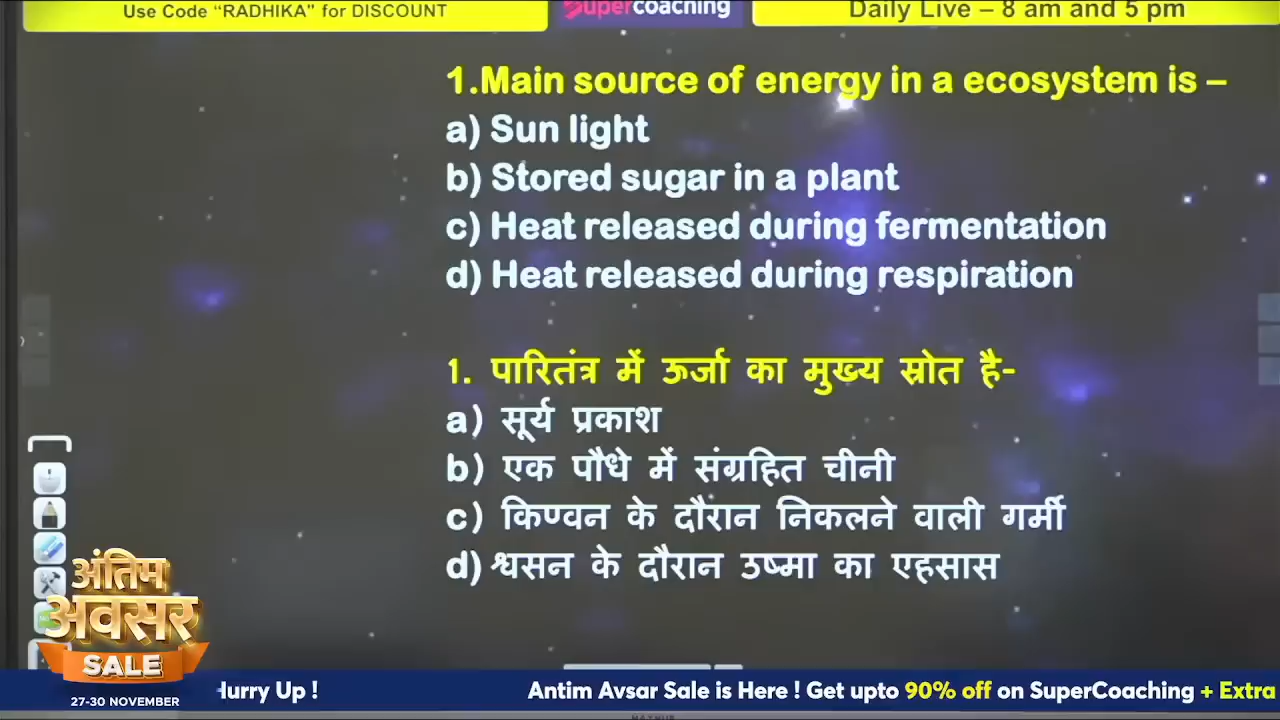 Use Code “RADHIKA” for DISCOUNT
Supercoaching
Daily Live – 8 am and 5 pm
1.Main source of energy in a ecosystem is –
a) Sun light
b) Stored sugar in a plant
c) Heat released during fermentation
d) Heat released during respiration
1. पारितंत्र में ऊर्जा का मुख्य स्रोत है-
a) सूर्य प्रकाश
b) एक पौधे में संग्रहित चीनी
c) किण्वन के दौरान निकलने वाली गर्मी
d) श्वसन के दौरान उष्मा का एहसास
अंतिम
अवसर
SALE
27-30 NOVEMBER
Hurry Up !
Antim Avsar Sale is Here ! Get upto 90% off on SuperCoaching + Extra